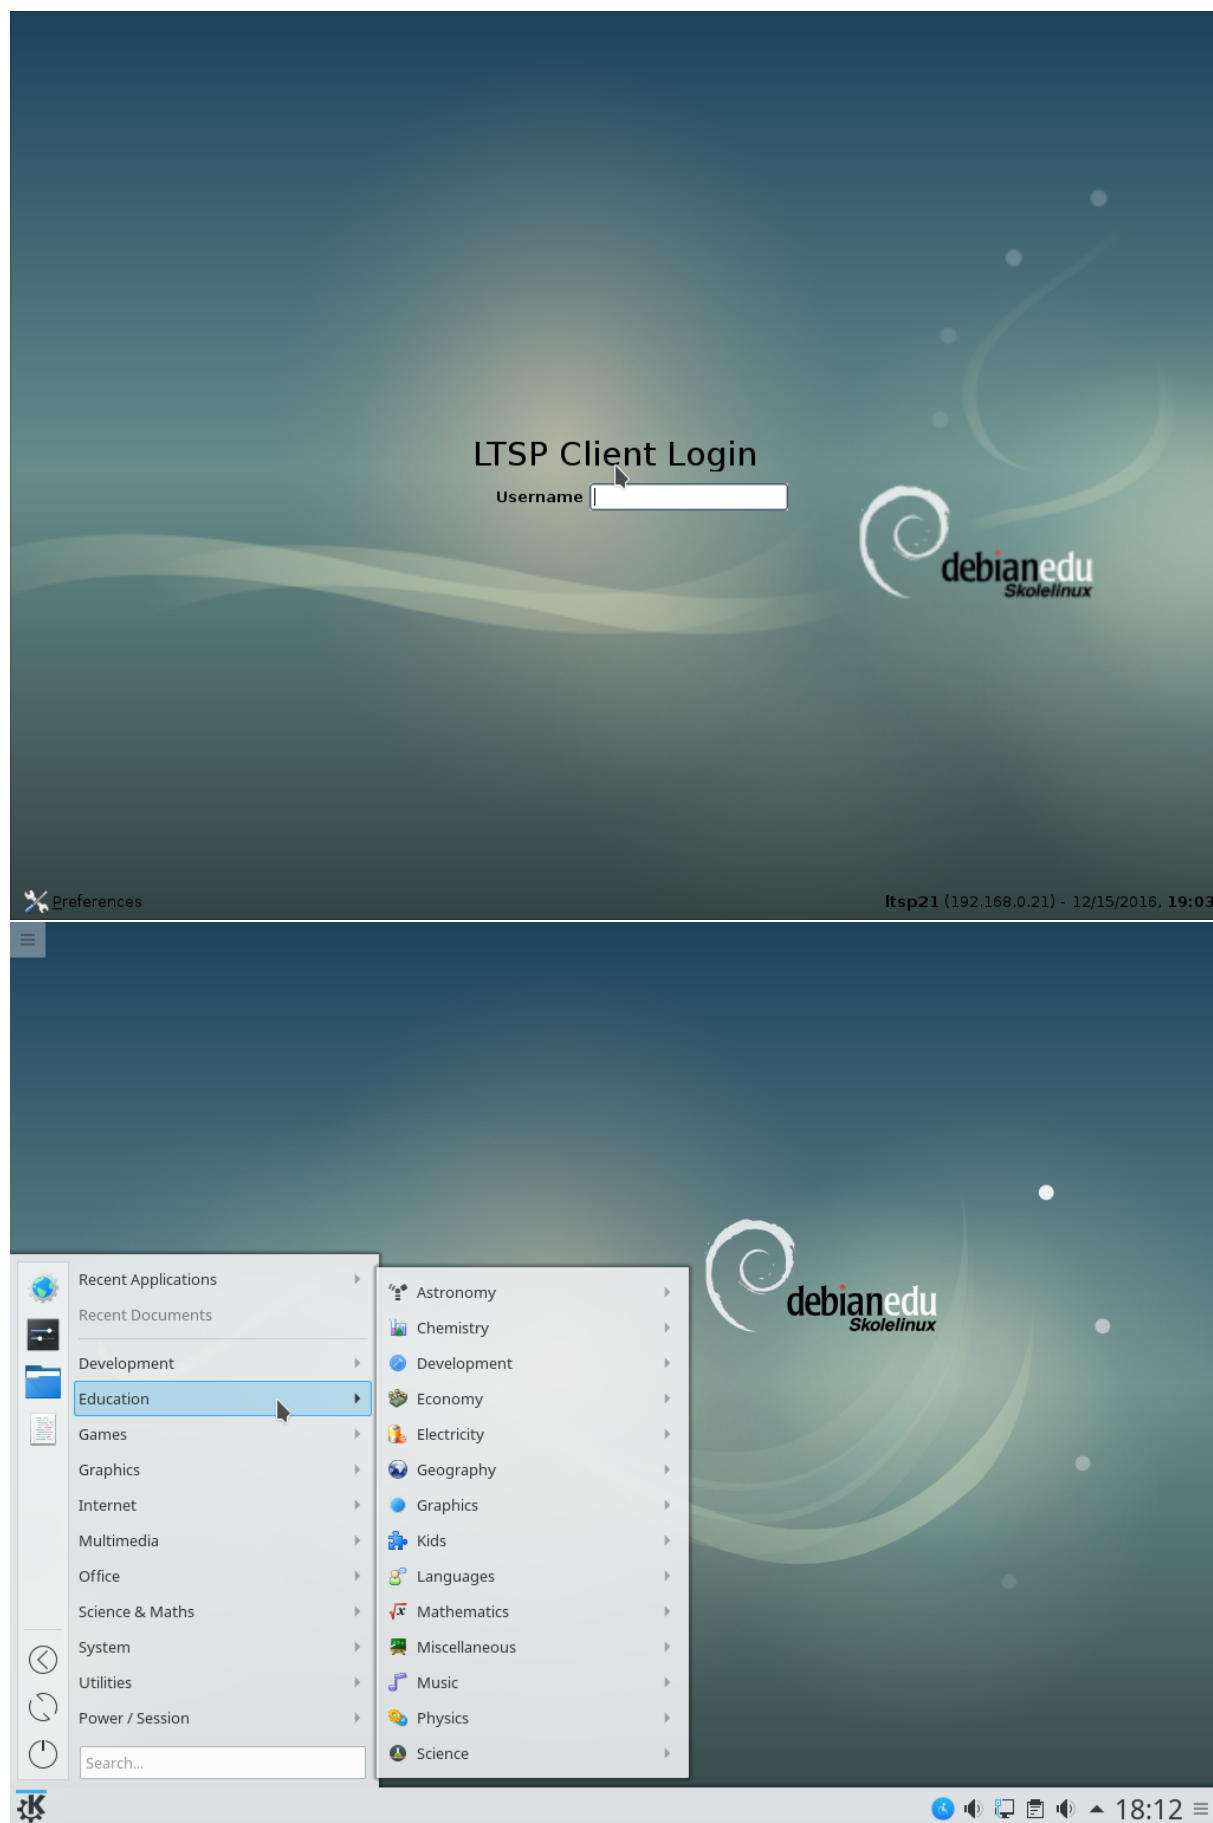 LTSP Client Login
Username
debianedu
Skolelinux
Preferences
ltsp21 (192.168.0.21) - 12/15/2016, 19:03
debianedu
Skolelinux
Recent Applications
Recent Documents
Development
Education
Games
Graphics
Internet
Multimedia
Office
Science & Maths
System
Utilities
Power / Session
Search...
Astronomy
Chemistry
Development
Economy
Electricity
Geography
Graphics
Kids
Languages
Mathematics
Miscellaneous
Music
Physics
Science
18:12